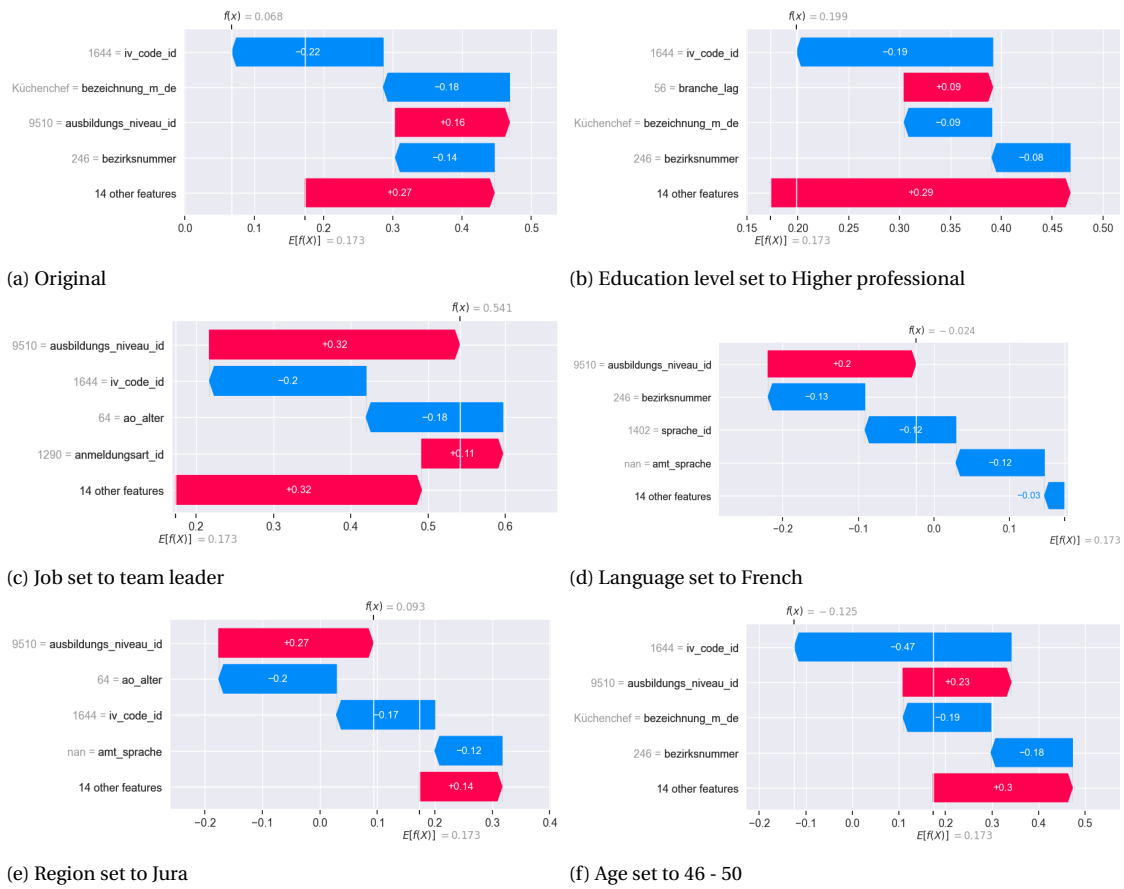 f(x) = 0.068
1644 = iv_code_id
−0.22
Küchenchef = bezeichnung_m_de
−0.18
9510 = ausbildungs_niveau_id
+0.16
246 = bezirksnummer
−0.14
14 other features
+0.27
0.0 0.1 0.2 0.3 0.4 0.5
E[f(X)] = 0.173
(a) Original
f(x) = 0.199
1644 = iv_code_id
−0.19
56 = branche_lag
+0.09
Küchenchef = bezeichnung_m_de
−0.09
246 = bezirksnummer
−0.08
14 other features
+0.29
0.15 0.20 0.25 0.30 0.35 0.40 0.45 0.50
E[f(X)] = 0.173
(b) Education level set to Higher professional
f(x) = 0.541
9510 = ausbildungs_niveau_id
+0.32
1644 = iv_code_id
−0.2
64 = ao_alter
−0.18
1290 = anmeldungsart_id
+0.11
14 other features
+0.32
0.2 0.3 0.4 0.5 0.6
E[f(X)] = 0.173
(c) Job set to team leader
f(x) = −0.024
9510 = ausbildungs_niveau_id
+0.2
246 = bezirksnummer
−0.13
1402 = sprache_id
−0.12
nan = amt_sprache
−0.12
14 other features
−0.03
−0.2 −0.1 0.0 0.1
E[f(X)] = 0.173
(d) Language set to French
f(x) = 0.093
9510 = ausbildungs_niveau_id
+0.27
64 = ao_alter
−0.2
1644 = iv_code_id
−0.17
nan = amt_sprache
−0.12
14 other features
+0.14
−0.2 −0.1 0.0 0.1 0.2 0.3 0.4
E[f(X)] = 0.173
(e) Region set to Jura
f(x) = −0.125
1644 = iv_code_id
−0.47
9510 = ausbildungs_niveau_id
+0.23
Küchenchef = bezeichnung_m_de
−0.19
246 = bezirksnummer
−0.18
14 other features
+0.3
−0.2 −0.1 0.0 0.1 0.2 0.3 0.4 0.5
E[f(X)] = 0.173
(f) Age set to 46 - 50